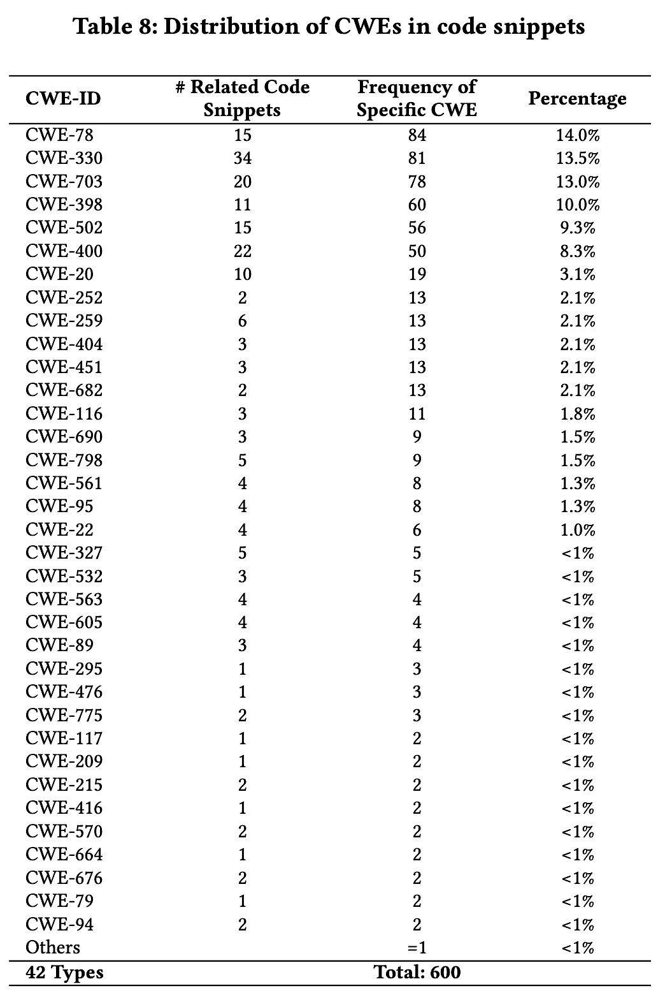 Table 8: Distribution of CWEs in code snippets
CWE-ID # Related Code Snippets Frequency of Specific CWE Percentage
CWE-78 15 84 14.0%
CWE-330 34 81 13.5%
CWE-703 20 78 13.0%
CWE-398 11 60 10.0%
CWE-502 15 56 9.3%
CWE-400 22 50 8.3%
CWE-20 10 19 3.1%
CWE-252 2 13 2.1%
CWE-259 6 13 2.1%
CWE-404 3 13 2.1%
CWE-451 3 13 2.1%
CWE-682 2 13 2.1%
CWE-116 3 11 1.8%
CWE-690 3 9 1.5%
CWE-798 5 9 1.5%
CWE-561 4 8 1.3%
CWE-95 4 8 1.3%
CWE-22 4 6 1.0%
CWE-327 5 5 <1%
CWE-532 3 5 <1%
CWE-563 4 4 <1%
CWE-605 4 4 <1%
CWE-89 3 4 <1%
CWE-295 1 3 <1%
CWE-476 1 3 <1%
CWE-775 2 3 <1%
CWE-117 1 2 <1%
CWE-209 1 2 <1%
CWE-215 2 2 <1%
CWE-416 1 2 <1%
CWE-570 2 2 <1%
CWE-664 1 2 <1%
CWE-676 2 2 <1%
CWE-79 1 2 <1%
CWE-94 2 2 <1%
Others =1 <1%
42 Types Total: 600